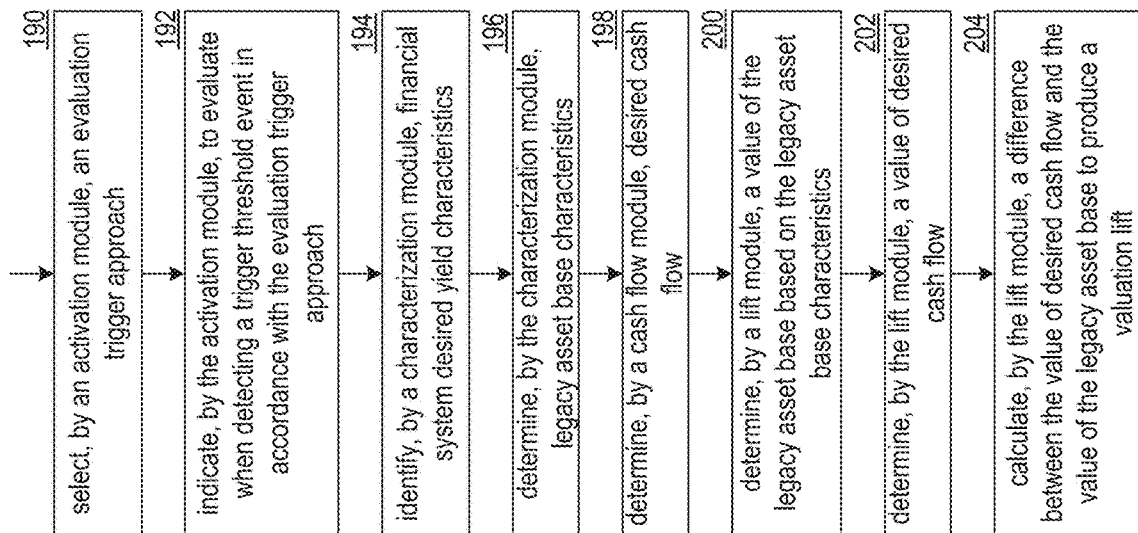 190
select, by an activation module, an evaluation
trigger approach
192
indicate, by the activation module, to evaluate
when detecting a trigger threshold event in
accordance with the evaluation trigger
approach
194
identify, by a characterization module, financial
system desired yield characteristics
196
determine, by the characterization module,
legacy asset base characteristics
198
determine, by a cash flow module, desired cash
flow
200
determine, by a lift module, a value of the
legacy asset base based on the legacy asset
base characteristics
202
determine, by the lift module, a value of desired
cash flow
204
calculate, by the lift module, a difference
between the value of desired cash flow and the
value of the legacy asset base to produce a
valuation lift